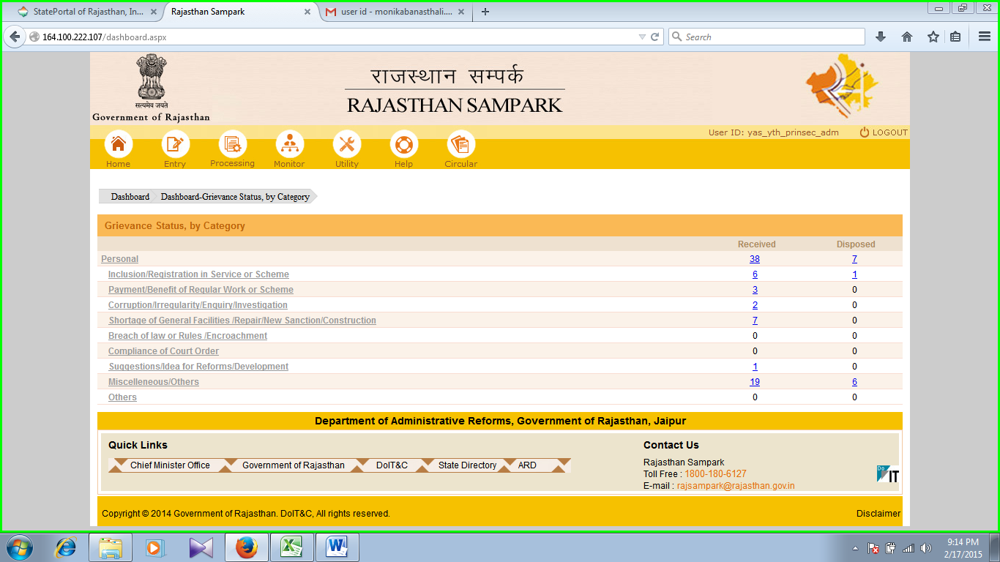 StatePortal of Rajasthan, In...
Rajasthan Sampark
user id - monikabanasthali....
164.100.222.107/dashboard.aspx
Search
सत्यमेव जयते
Government of Rajasthan
राजस्थान सम्पर्क
RAJASTHAN SAMPARK
User ID: yas_yth_prinsec_adm LOGOUT
Home Entry Processing Monitor Utility Help Circular
Dashboard Dashboard-Grievance Status, by Category
Grievance Status, by Category
Received Disposed
Personal 38 7
Inclusion/Registration in Service or Scheme 6 1
Payment/Benefit of Regular Work or Scheme 3 0
Corruption/Irregularity/Enquiry/Investigation 2 0
Shortage of General Facilities /Repair/New Sanction/Construction 7 0
Breach of law or Rules /Encroachment 0 0
Compliance of Court Order 0 0
Suggestions/Idea for Reforms/Development 1 0
Miscelleneous/Others 19 6
Others 0 0
Department of Administrative Reforms, Government of Rajasthan, Jaipur
Quick Links
Chief Minister Office Government of Rajasthan DoIT&C State Directory ARD
Contact Us
Rajasthan Sampark
Toll Free : 1800-180-6127
E-mail : rajsampark@rajasthan.gov.in
Do IT
Copyright © 2014 Government of Rajasthan. DoIT&C, All rights reserved.
Disclaimer
9:14 PM
2/17/2015